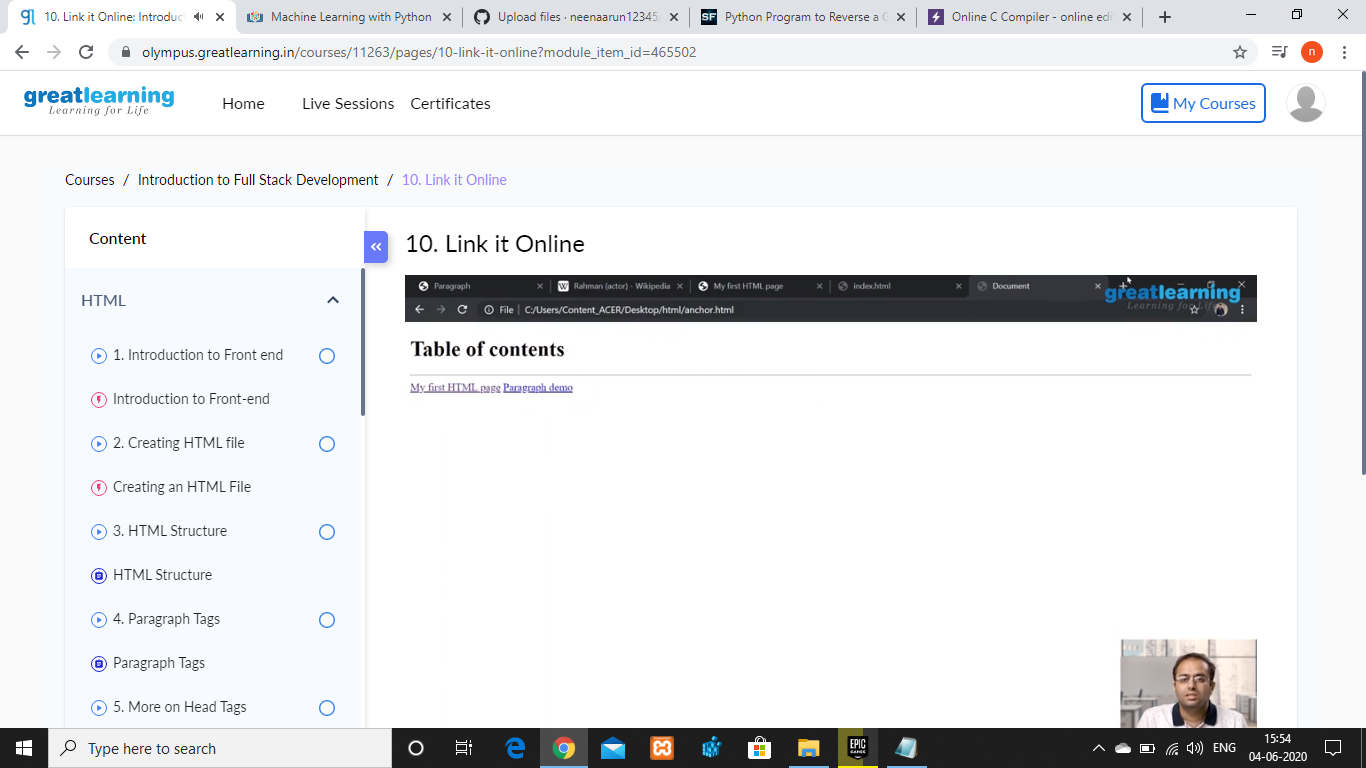 10. Link it Online: Introduc
Machine Learning with Python
Upload files · neenaarun12345
Python Program to Reverse a
Online C Compiler - online edi
olympus.greatlearning.in/courses/11263/pages/10-link-it-online?module_item_id=465502
n
greatlearning
Learning for Life
Home Live Sessions Certificates
My Courses
Courses / Introduction to Full Stack Development / 10. Link it Online
Content
«
10. Link it Online
HTML
1. Introduction to Front end
Introduction to Front-end
2. Creating HTML file
Creating an HTML File
3. HTML Structure
HTML Structure
4. Paragraph Tags
Paragraph Tags
5. More on Head Tags
Paragraph
W Rahman (actor) - Wikipedia
My first HTML page
index.html
Document
File | C:/Users/Content_ACER/Desktop/html/anchor.html
greatlearning
Learning for Life
Table of contents
My first HTML page Paragraph demo
Type here to search
EPIC GAMES
ENG
15:54
04-06-2020